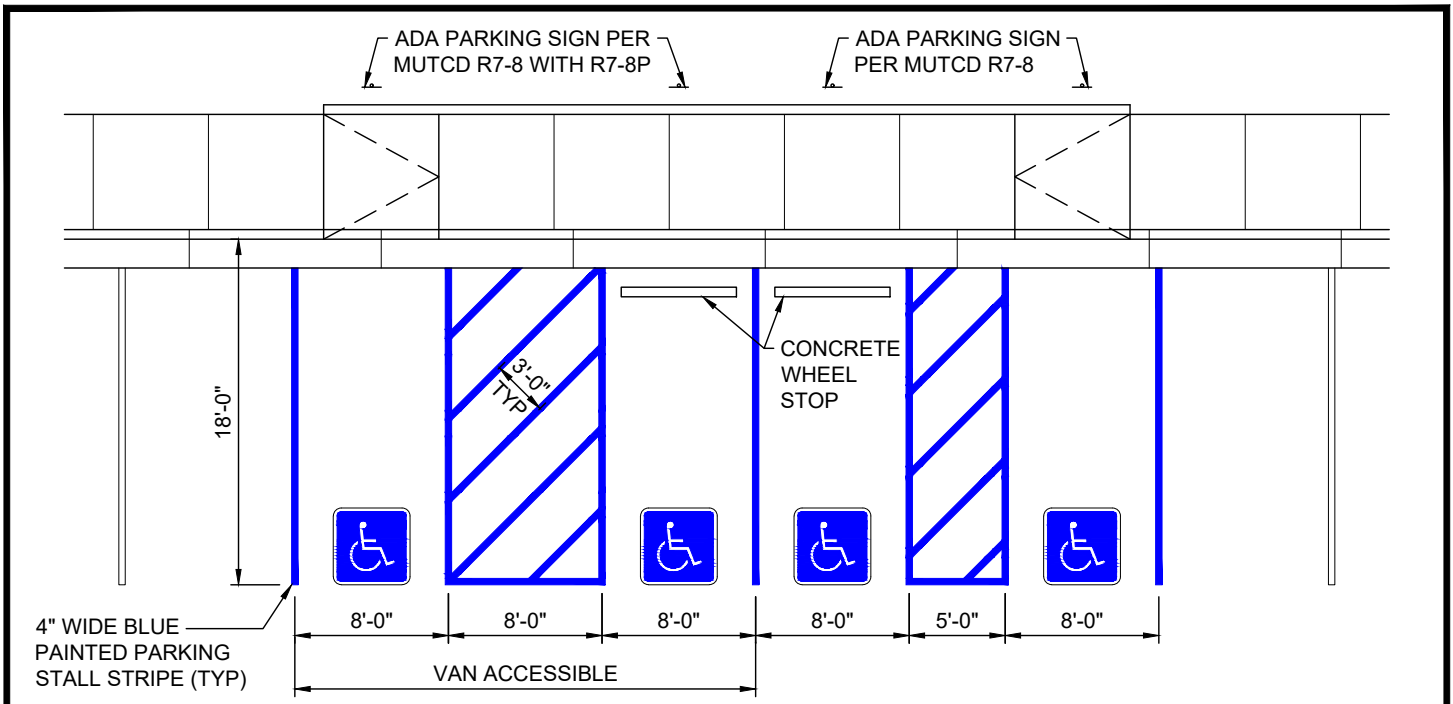 ADA PARKING SIGN PER
MUTCD R7-8 WITH R7-8P
ADA PARKING SIGN
PER MUTCD R7-8
CONCRETE
WHEEL
STOP
3'-0"
TYP
18'-0"
4" WIDE BLUE
PAINTED PARKING
STALL STRIPE (TYP)
8'-0"
8'-0"
8'-0"
8'-0"
5'-0"
8'-0"
VAN ACCESSIBLE